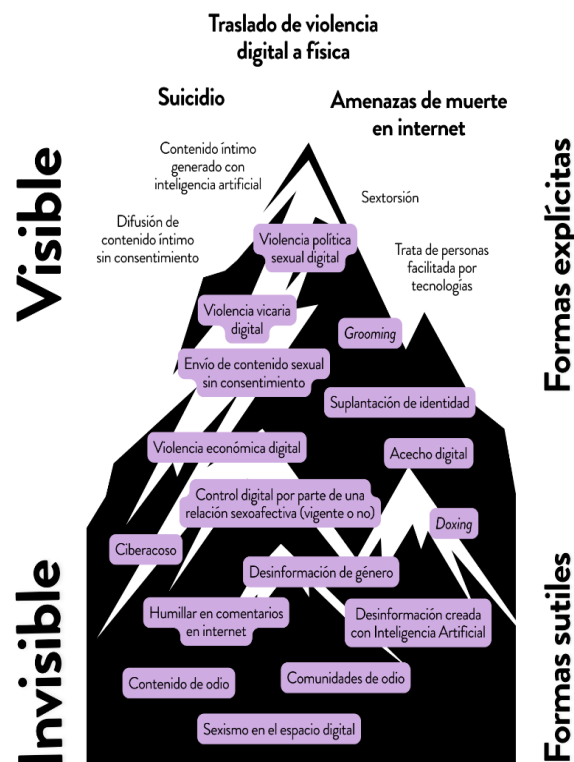 Traslado de violencia
digital a física
Suicidio
Amenazas de muerte
en internet
Visible
Formas explícitas
Contenido íntimo
generado con
inteligencia artificial
Sextorsión
Difusión de
contenido íntimo
sin consentimiento
Violencia política
sexual digital
Trata de personas
facilitada por
tecnologías
Violencia vicaria
digital
Grooming
Envío de contenido sexual
sin consentimiento
Suplantación de identidad
Violencia económica digital
Acecho digital
Control digital por parte de una
relación sexoafectiva (vigente o no)
Doxing
Ciberacoso
Desinformación de género
Invisible
Formas sutiles
Humillar en comentarios
en internet
Desinformación creada
con Inteligencia Artificial
Contenido de odio
Comunidades de odio
Sexismo en el espacio digital